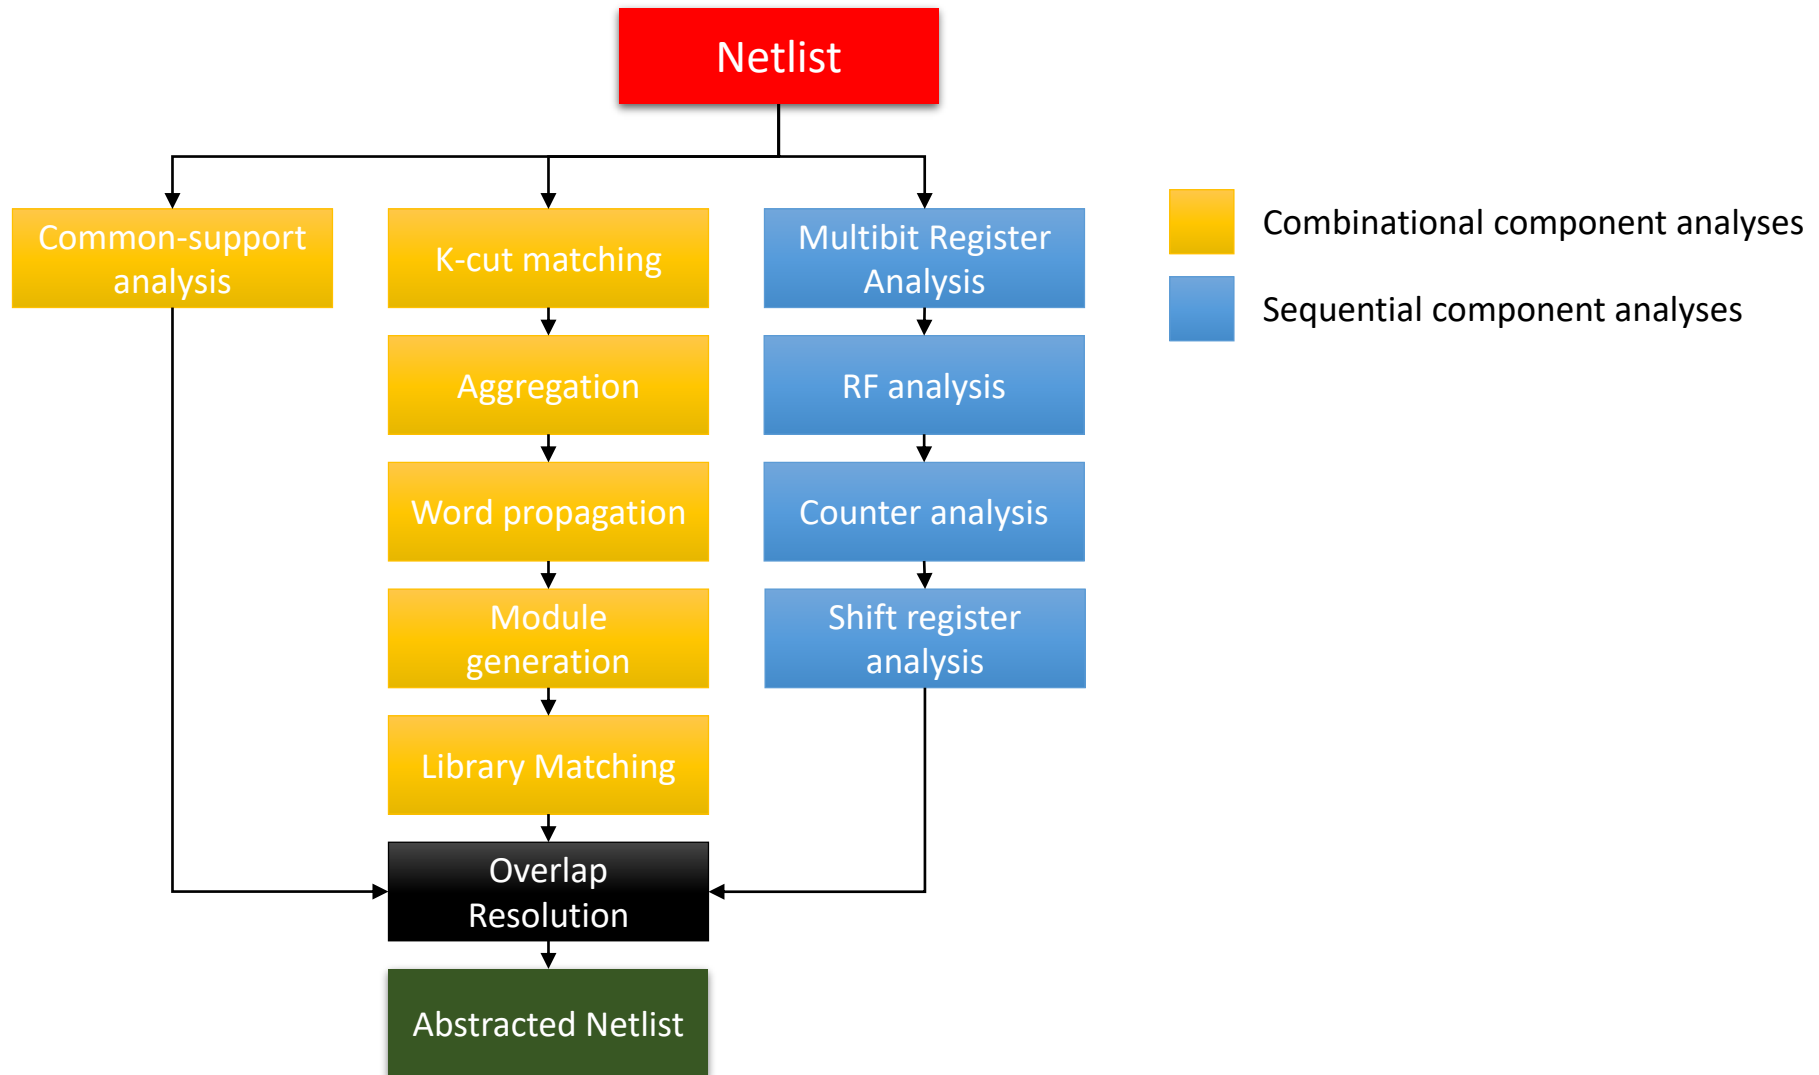 Netlist
Common-support
analysis
K-cut matching
Multibit Register
Analysis
Combinational component analyses
Sequential component analyses
Aggregation
RF analysis
Word propagation
Counter analysis
Module
generation
Shift register
analysis
Library Matching
Overlap
Resolution
Abstracted Netlist